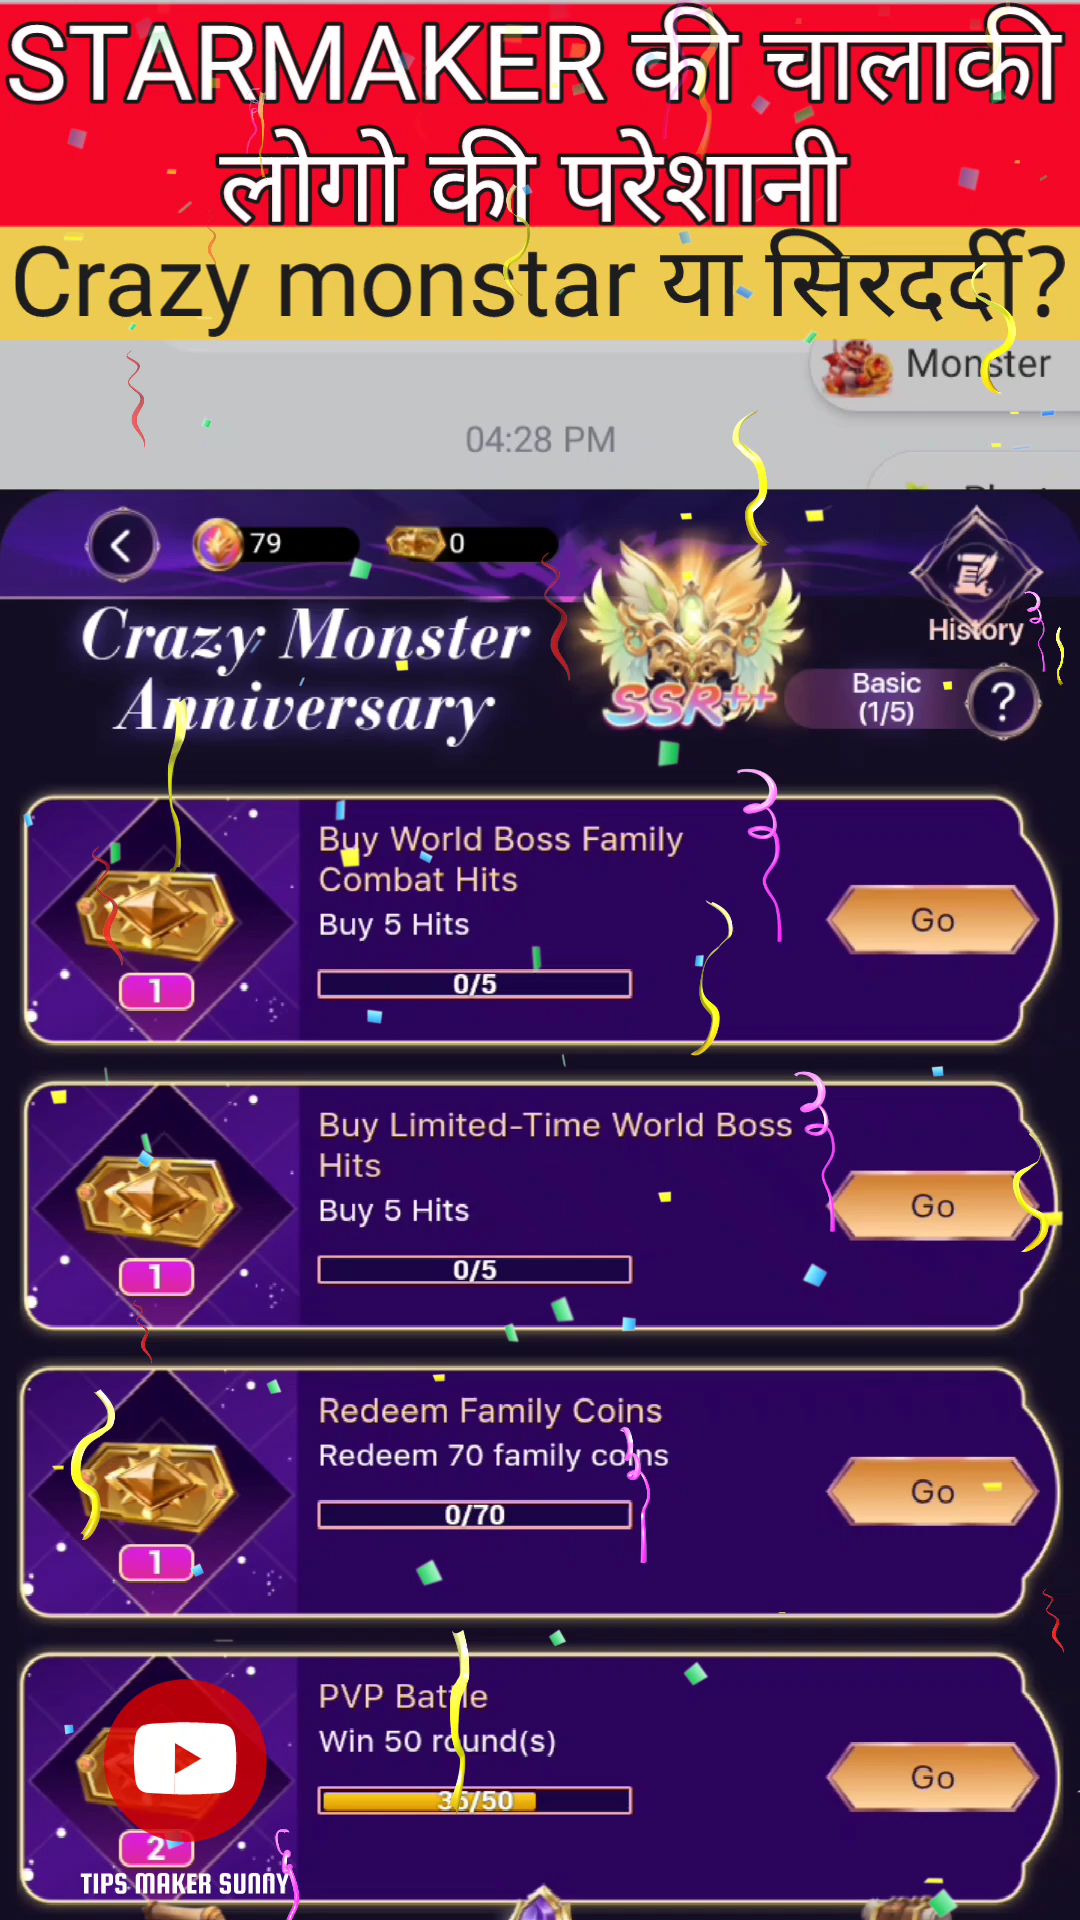 STARMAKER की चालाकी
लोगो की परेशानी
Crazy monstar या सिरदर्दी?
Monster
04:28 PM
79
0
History
Crazy Monster
Anniversary
SSR++
Basic
(1/5)
?
Buy World Boss Family
Combat Hits
Buy 5 Hits
0/5
1
Go
Buy Limited-Time World Boss
Hits
Buy 5 Hits
0/5
1
Go
Redeem Family Coins
Redeem 70 family coins
0/70
1
Go
PVP Battle
Win 50 round(s)
35/50
2
Go
TIPS MAKER SUNNY